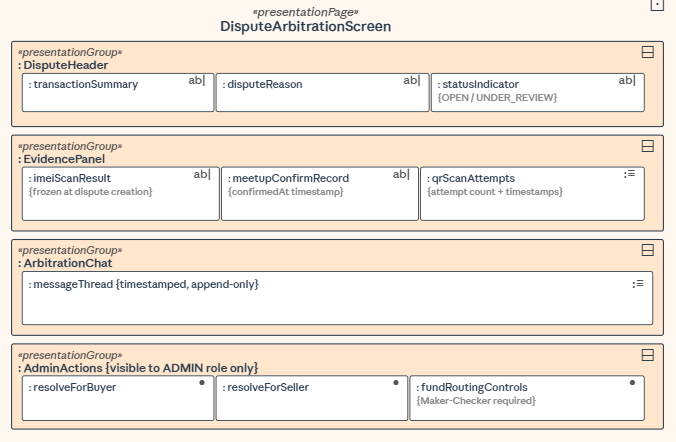 «presentationPage»
DisputeArbitrationScreen
«presentationGroup»
: DisputeHeader
: transactionSummary ab|
: disputeReason ab|
: statusIndicator ab|
{OPEN / UNDER_REVIEW}
«presentationGroup»
: EvidencePanel
: imeiScanResult ab|
{frozen at dispute creation}
: meetupConfirmRecord ab|
{confirmedAt timestamp}
: qrScanAttempts
{attempt count + timestamps}
«presentationGroup»
: ArbitrationChat
: messageThread {timestamped, append-only}
«presentationGroup»
: AdminActions {visible to ADMIN role only}
: resolveForBuyer
: resolveForSeller
: fundRoutingControls
{Maker-Checker required}